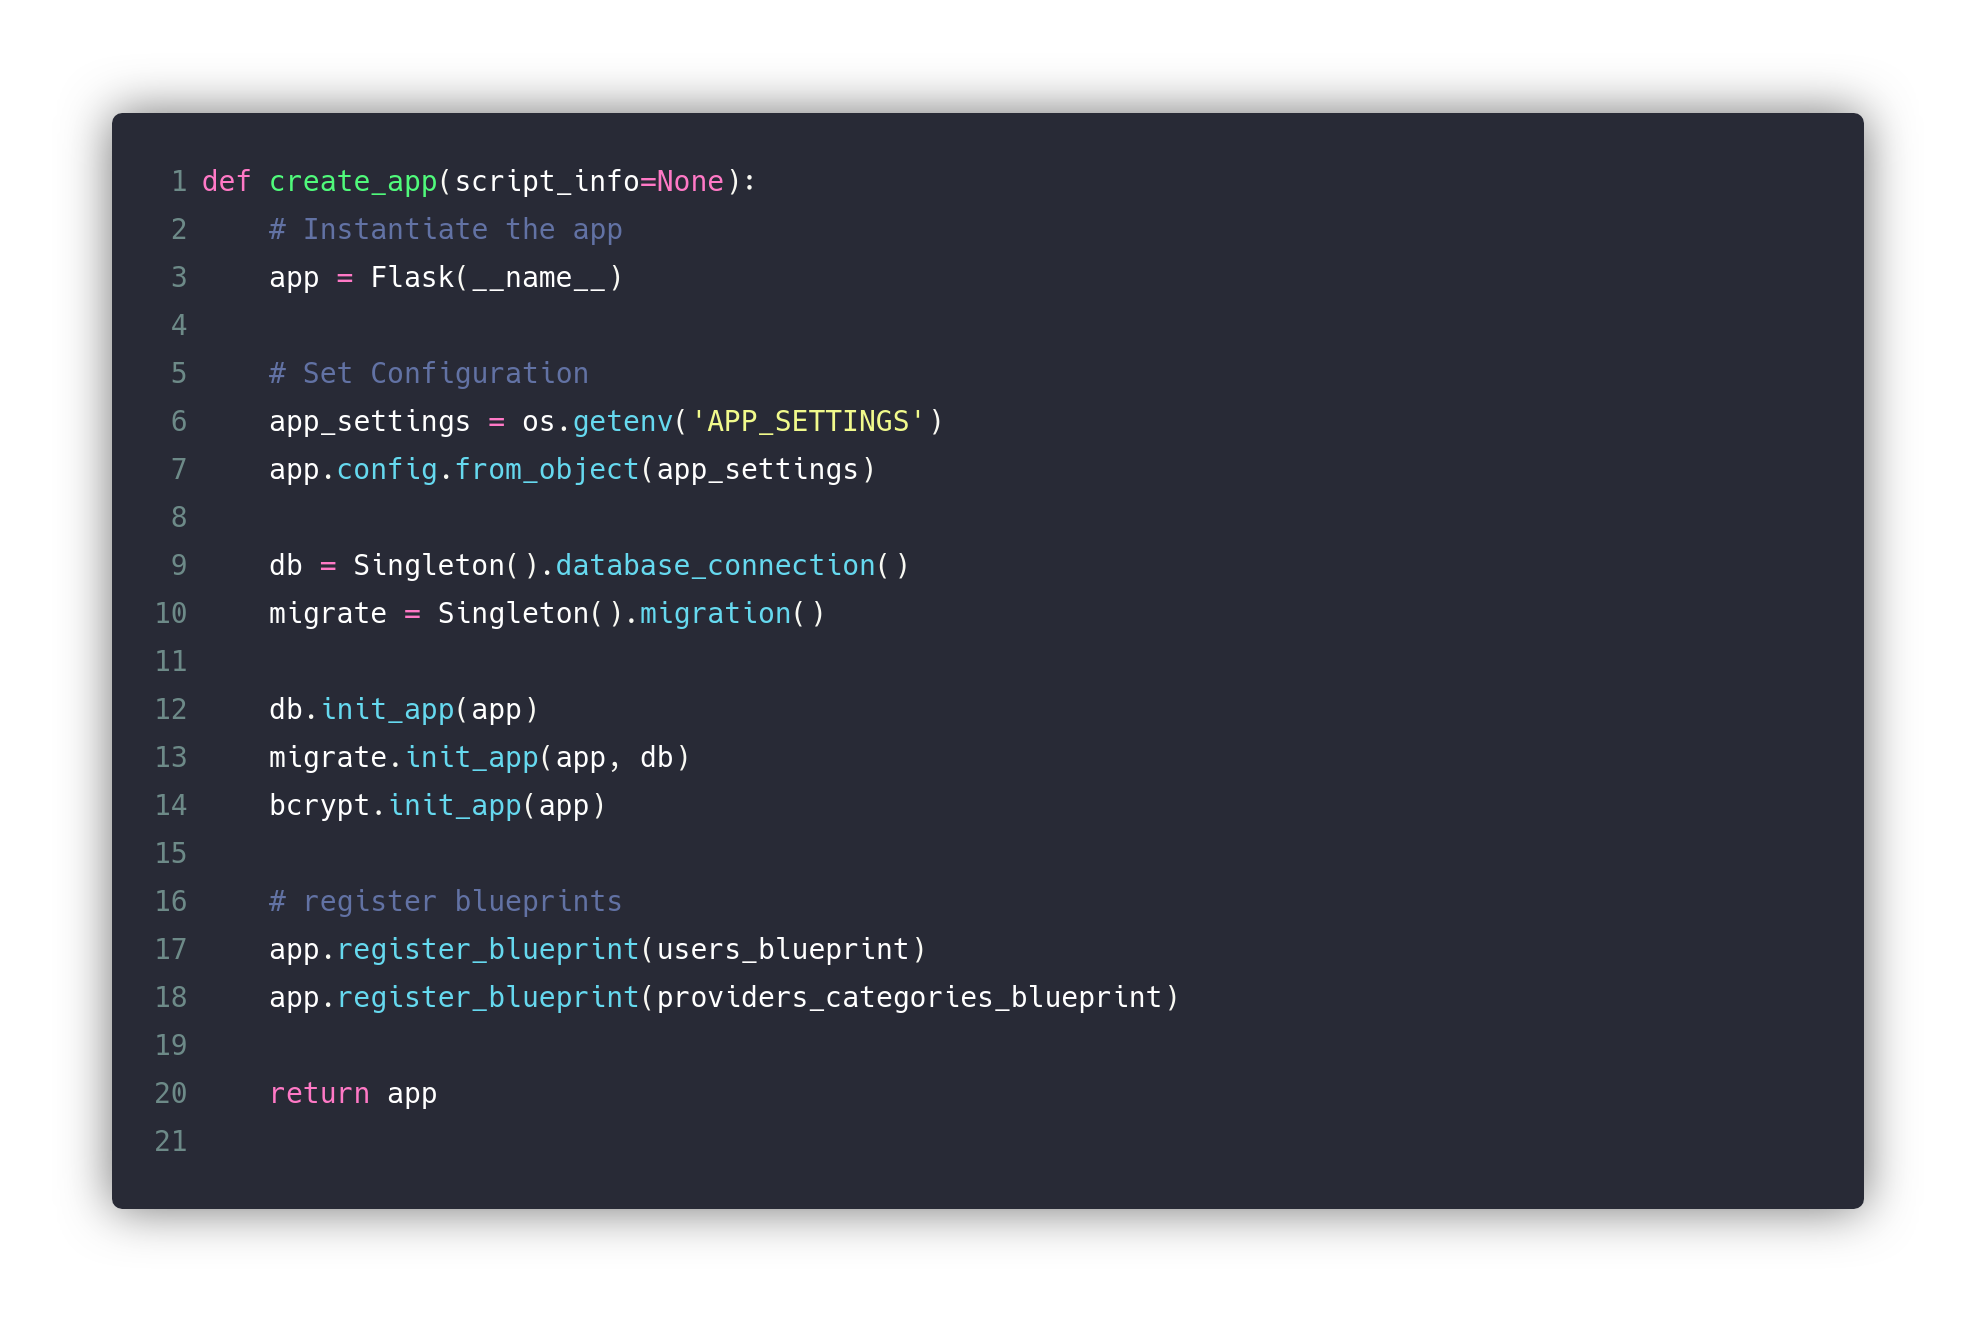 1 def create_app(script_info=None):
2     # Instantiate the app
3     app = Flask(__name__)
4
5     # Set Configuration
6     app_settings = os.getenv('APP_SETTINGS')
7     app.config.from_object(app_settings)
8
9     db = Singleton().database_connection()
10     migrate = Singleton().migration()
11
12     db.init_app(app)
13     migrate.init_app(app, db)
14     bcrypt.init_app(app)
15
16     # register blueprints
17     app.register_blueprint(users_blueprint)
18     app.register_blueprint(providers_categories_blueprint)
19
20     return app
21